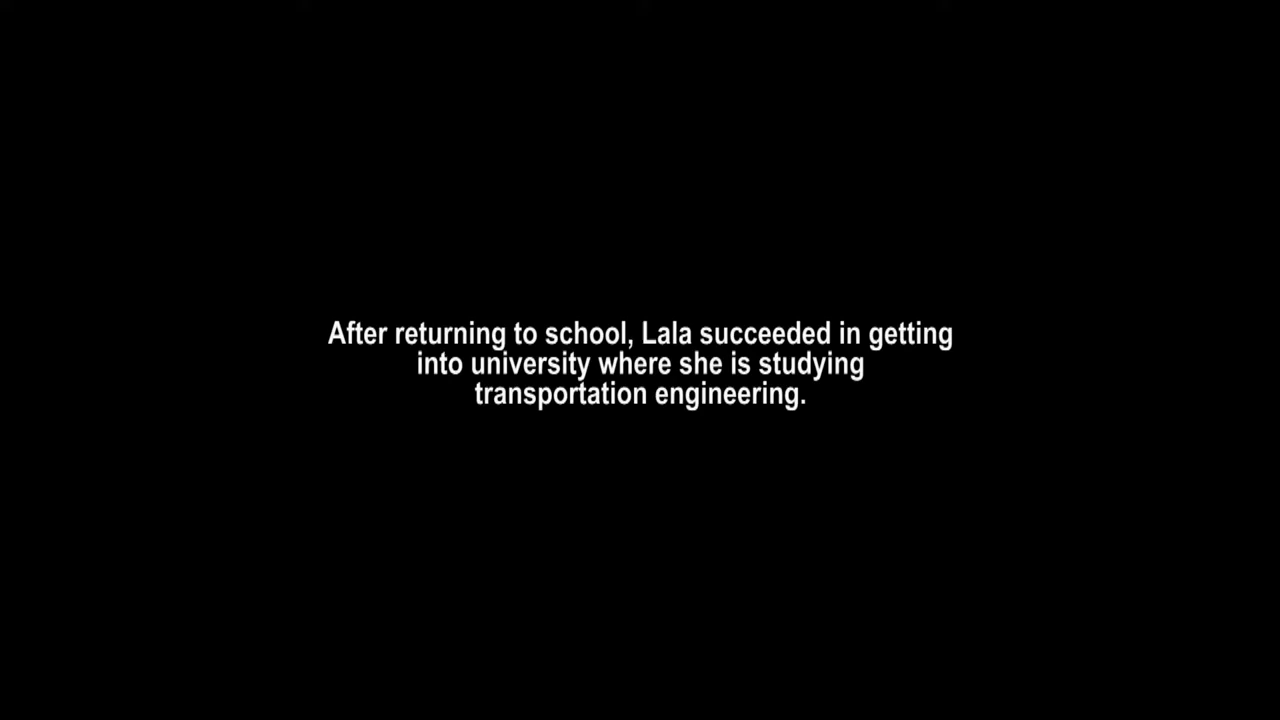 After returning to school, Lala succeeded in getting
into university where she is studying
transportation engineering.